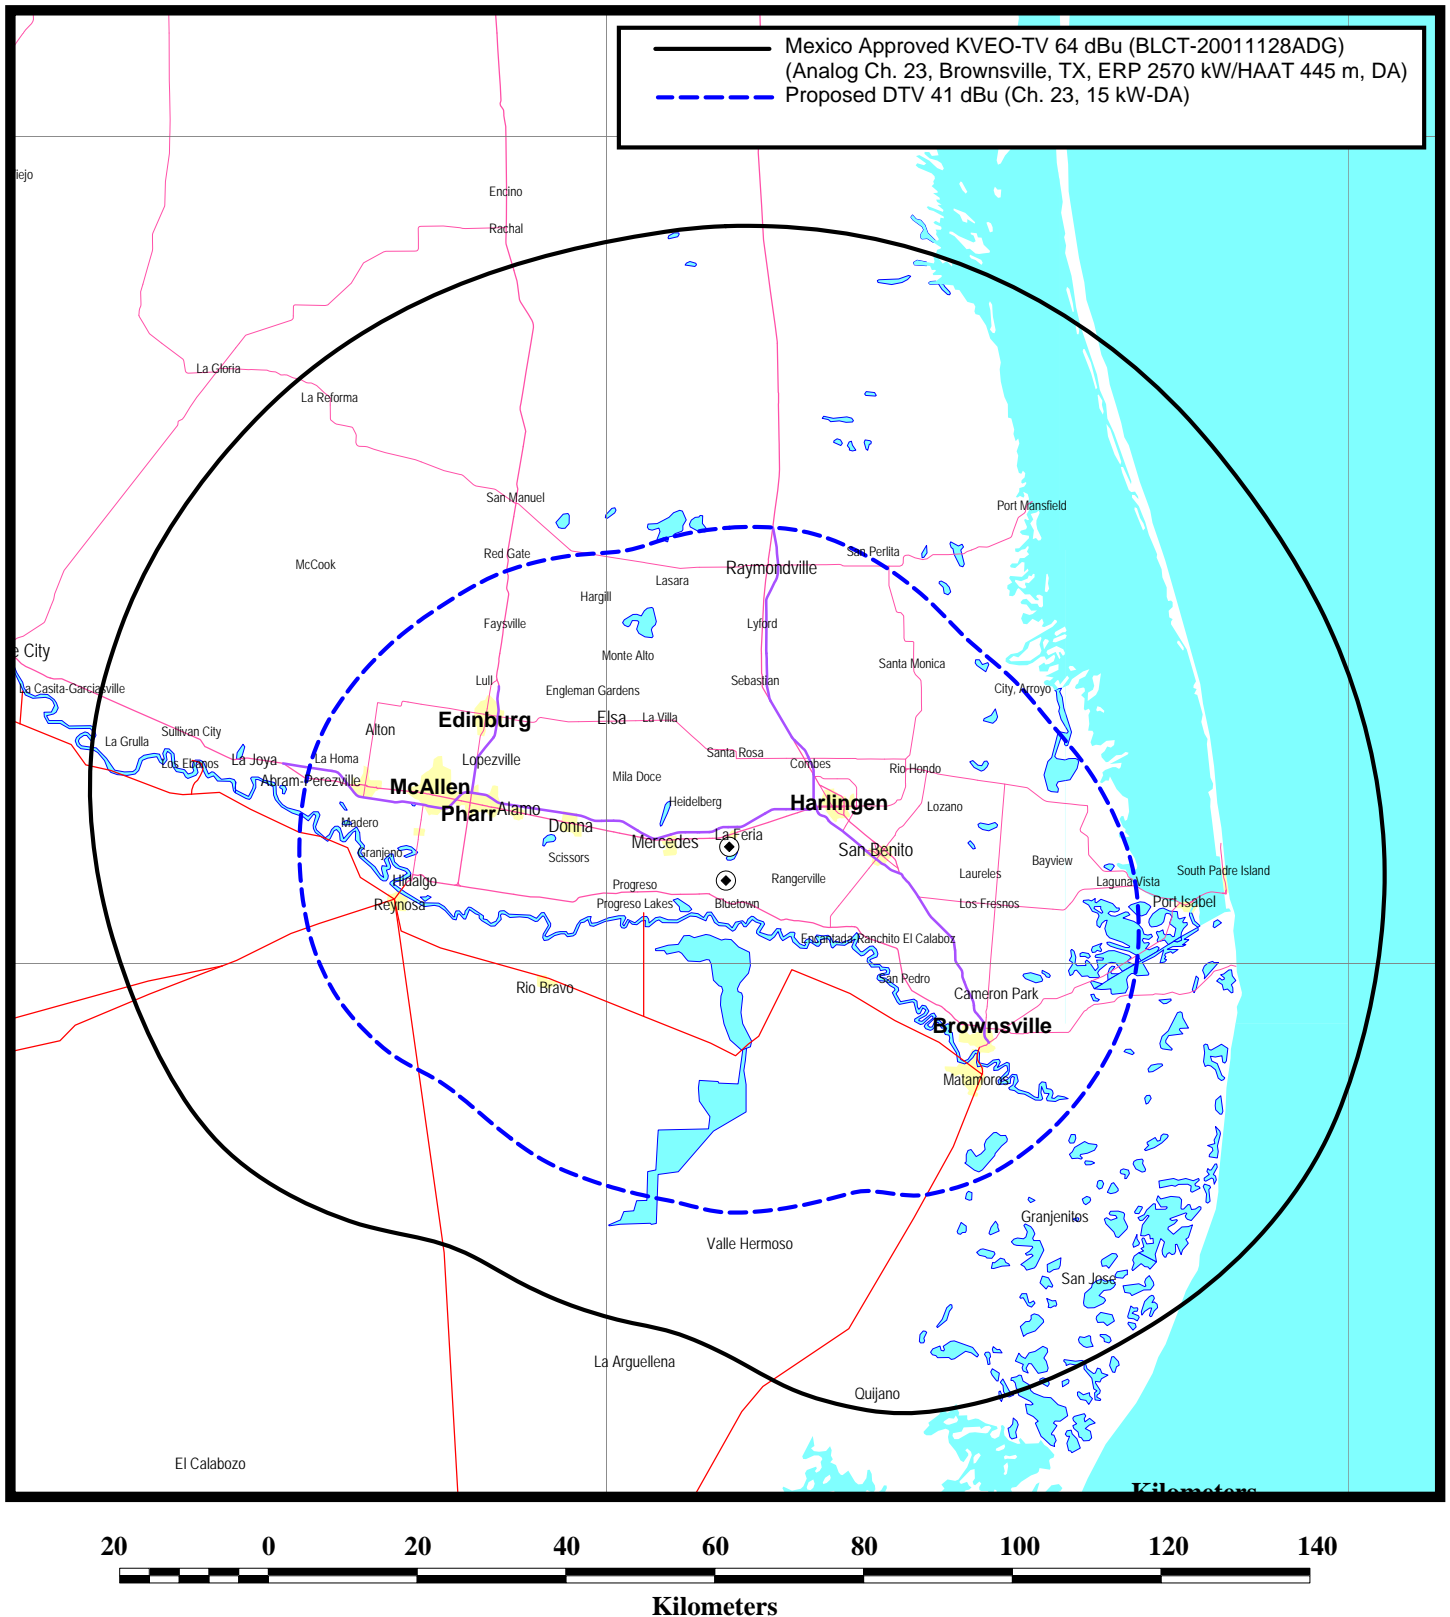 Mexico Approved KVEO-TV 64 dBu (BLCT-20011128ADG)
(Analog Ch. 23, Brownsville, TX, ERP 2570 kW/HAAT 445 m, DA)
Proposed DTV 41 dBu (Ch. 23, 15 kW-DA)
iejo
Encino
Rachal
La Gloria
La Reforma
San Manuel
Port Mansfield
Red Gate
San Perlita
McCook
Raymondville
Lasara
Hargill
Faysville
Lyford
e City
Monte Alto
Santa Monica
Lull
Sebastian
La Casita-Garciasville
Engleman Gardens
City, Arroyo
Edinburg
Elsa
La Villa
Sullivan City
Alton
La Grulla
Santa Rosa
Los Ebanos
La Joya
La Homa
Lopezville
Combes
Rio Hondo
Abram-Perezville
Mila Doce
McAllen
Heidelberg
Harlingen
Lozano
Pharr
Alamo
Madero
Donna
La Feria
Mercedes
San Benito
Granjeno
Scissors
Bayview
Hidalgo
Progreso
Rangerville
Laureles
Laguna Vista
South Padre Island
Reynosa
Progreso Lakes
Bluetown
Los Fresnos
Port Isabel
Encantada-Ranchito El Calaboz
San Pedro
Rio Bravo
Cameron Park
Brownsville
Matamoros
Granjenitos
Valle Hermoso
San Jose
La Arguellena
Quijano
El Calabozo
Kilometers
20 0 20 40 60 80 100 120 140
Kilometers